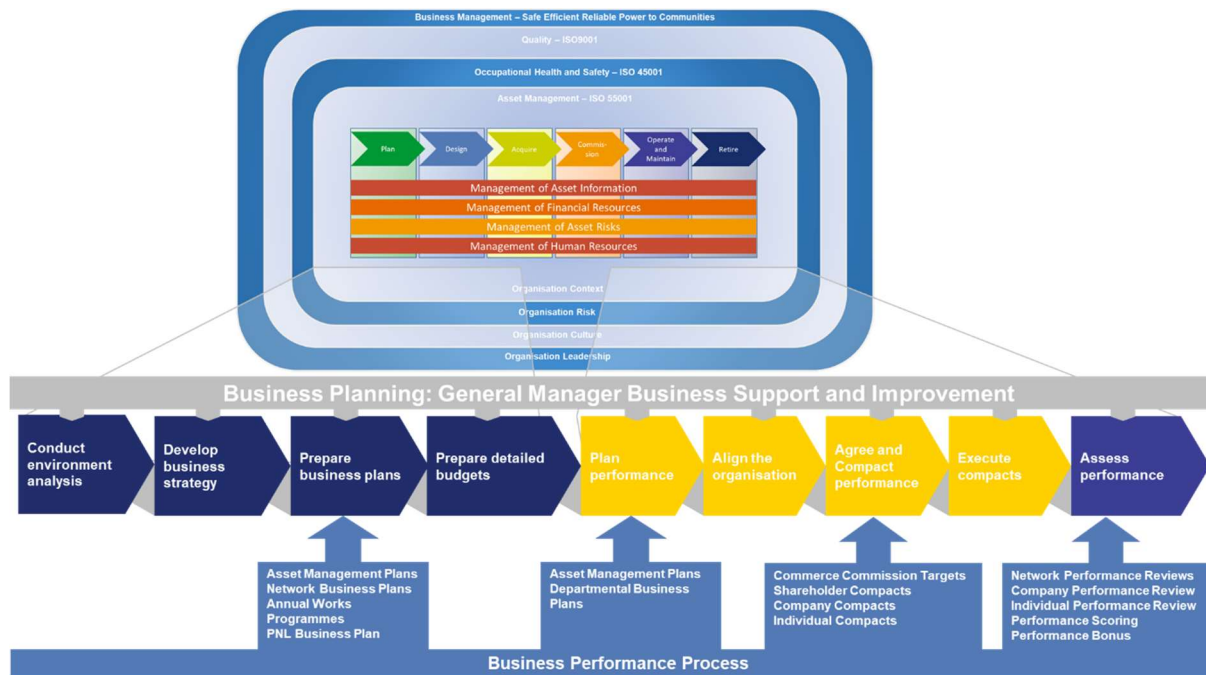 Business Management – Safe Efficient Reliable Power to Communities
Quality – ISO9001
Occupational Health and Safety – ISO 45001
Asset Management – ISO 55001
Plan
Design
Acquire
Commis-
sion
Operate
and
Maintain
Retire
Management of Asset Information
Management of Financial Resources
Management of Asset Risks
Management of Human Resources
Organisation Context
Organisation Risk
Organisation Culture
Organisation Leadership
Business Planning: General Manager Business Support and Improvement
Conduct
environment
analysis
Develop
business
strategy
Prepare
business plans
Prepare detailed
budgets
Plan
performance
Align the
organisation
Agree and
Compact
performance
Execute
compacts
Assess
performance
Asset Management Plans
Network Business Plans
Annual Works
Programmes
PNL Business Plan
Asset Management Plans
Departmental Business
Plans
Commerce Commission Targets
Shareholder Compacts
Company Compacts
Individual Compacts
Network Performance Reviews
Company Performance Review
Individual Performance Review
Performance Scoring
Performance Bonus
Business Performance Process